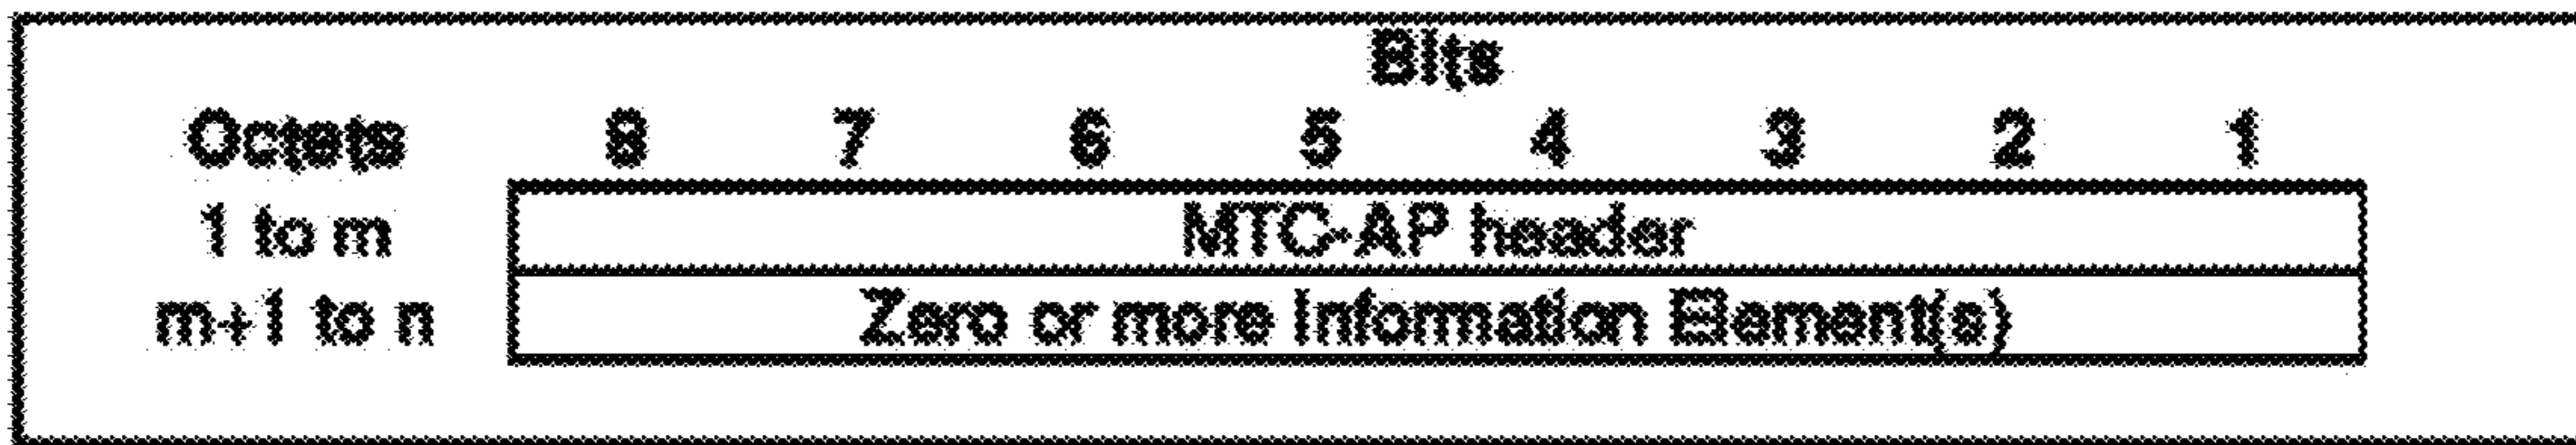 Bits
Octets 8 7 6 5 4 3 2 1
1 to m MTC-AP header
m+1 to n Zero or more Information Element(s)